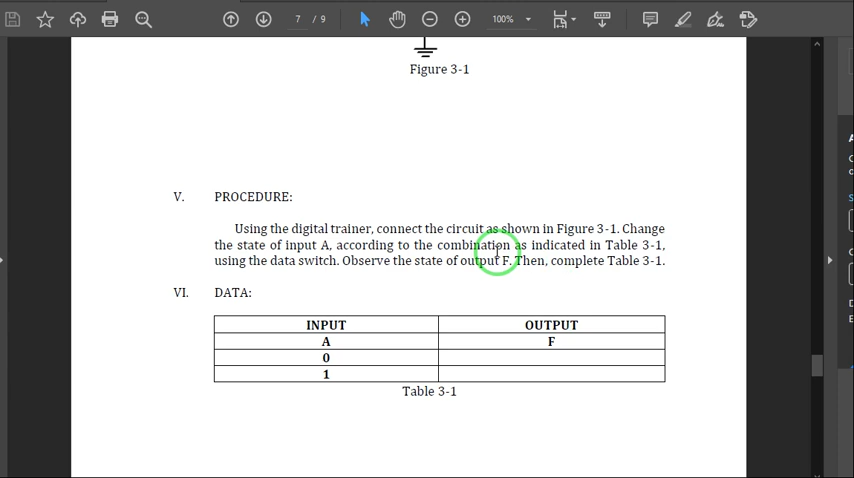 7 / 9
100%
Figure 3-1
V. PROCEDURE:
Using the digital trainer, connect the circuit as shown in Figure 3-1. Change
the state of input A, according to the combination as indicated in Table 3-1,
using the data switch. Observe the state of output F. Then, complete Table 3-1.
VI. DATA:
INPUT OUTPUT
A F
0
1
Table 3-1